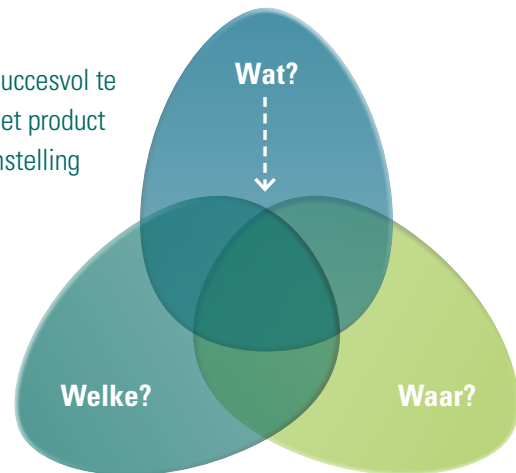 uccesvol te
et product
nstelling
Wat?
Welke?
Waar?